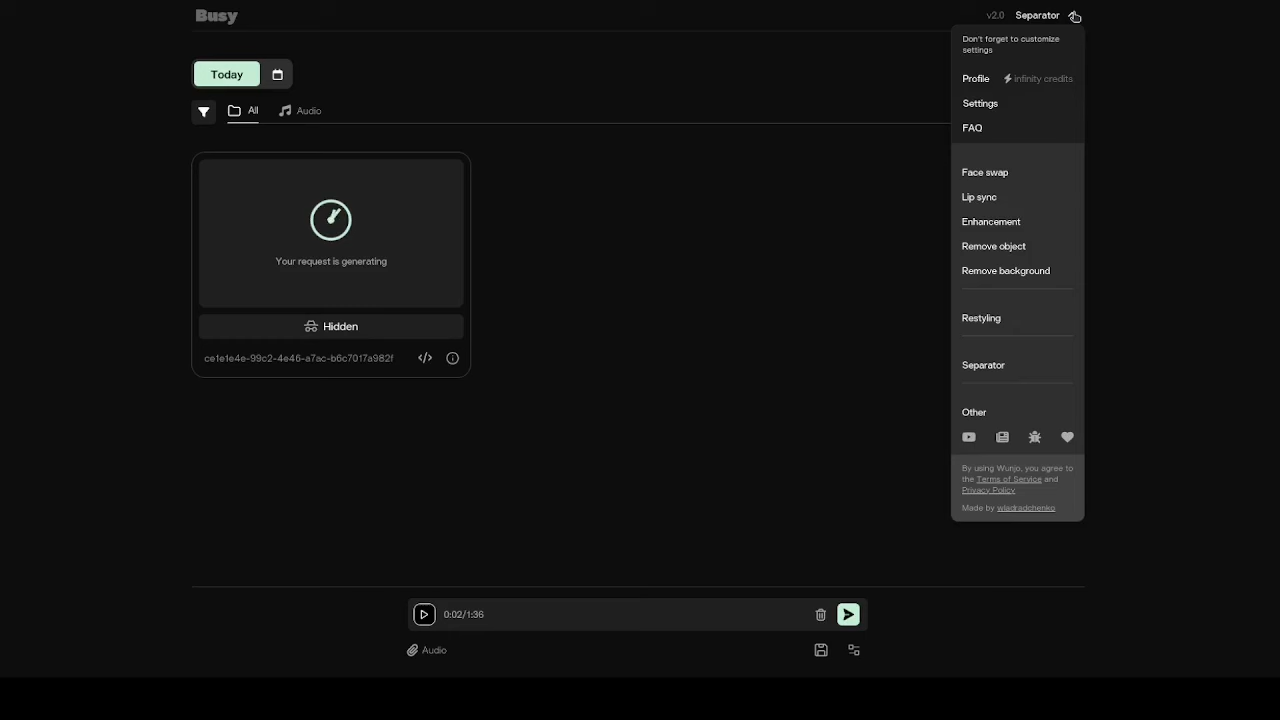 Busy
v2.0 Separator
Don't forget to customize
settings
Today
Profile infinity credits
Settings
All Audio
FAQ
Face swap
Lip sync
Enhancement
Your request is generating
Remove object
Remove background
Restyling
Hidden
ce1e1e4e-99c2-4e46-a7ac-b6c7017a982f
Separator
Other
By using Wunjo, you agree to
the Terms of Service and
Privacy Policy
Made by wladradchenko
0:02/1:36
Audio